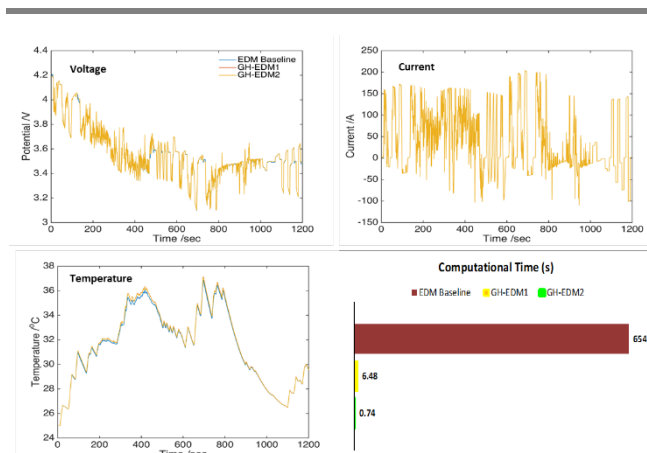 Voltage
EDM Baseline
GH-EDM1
GH-EDM2
4.4
4.2
4
3.8
3.6
3.4
3.2
3
Potential /V
0 200 400 600 800 1000 1200
Time /sec
Current
250
200
150
100
50
0
-50
-100
-150
Current /A
0 200 400 600 800 1000 1200
Time /sec
Temperature
38
36
34
32
30
28
26
24
Temperature /°C
0 200 400 600 800 1000 1200
Time /sec
Computational Time (s)
EDM Baseline GH-EDM1 GH-EDM2
654
6.48
0.74